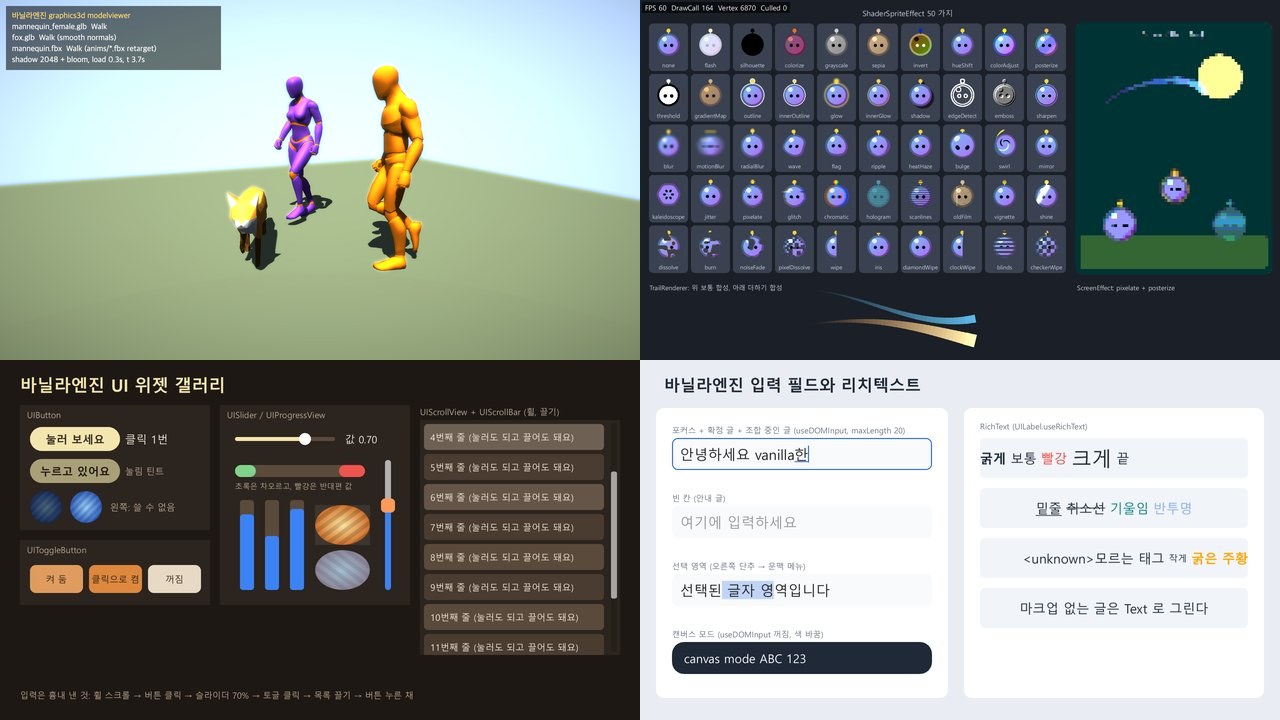 바닐라엔진 graphics3d modelviewer
mannequin_female.glb Walk
fox.glb Walk (smooth normals)
mannequin.fbx Walk (anims/*.fbx retarget)
shadow 2048 + bloom, load 0.3s, t 3.7s
FPS 60 DrawCall 164 Vertex 6870 Culled 0
ShaderSpriteEffect 50 가지
none flash silhouette colorize grayscale sepia invert hueShift colorAdjust posterize
threshold gradientMap outline innerOutline glow innerGlow shadow edgeDetect emboss sharpen
blur motionBlur radialBlur wave flag ripple heatHaze bulge swirl mirror
kaleidoscope jitter pixelate glitch chromatic hologram scanlines oldFilm vignette shine
dissolve burn noiseFade pixelDissolve wipe iris diamondWipe clockWipe blinds checkerWipe
TrailRenderer: 위 보통 합성, 아래 더하기 합성
ScreenEffect: pixelate + posterize
바닐라엔진 UI 위젯 갤러리
UIButton
눌러 보세요 클릭 1번
누르고 있어요 눌림 틴트
왼쪽: 쓸 수 없음
UIToggleButton
켜 둠 클릭으로 켬 꺼짐
UISlider / UIProgressView
값 0.70
초록은 차오르고, 빨강은 반대편 값
UIScrollView + UIScrollBar (휠, 끌기)
4번째 줄 (눌러도 되고 끌어도 돼요)
5번째 줄 (눌러도 되고 끌어도 돼요)
6번째 줄 (눌러도 되고 끌어도 돼요)
7번째 줄 (눌러도 되고 끌어도 돼요)
8번째 줄 (눌러도 되고 끌어도 돼요)
9번째 줄 (눌러도 되고 끌어도 돼요)
10번째 줄 (눌러도 되고 끌어도 돼요)
11번째 줄 (눌러도 되고 끌어도 돼요)
입력은 흉내 낸 것: 휠 스크롤 → 버튼 클릭 → 슬라이더 70% → 토글 클릭 → 목록 끌기 → 버튼 누른 채
바닐라엔진 입력 필드와 리치텍스트
포커스 + 확정 글 + 조합 중인 글 (useDOMInput, maxLength 20)
안녕하세요 vanilla한
빈 칸 (안내 글)
여기에 입력하세요
선택 영역 (오른쪽 단추 → 문맥 메뉴)
선택된 글자 영역입니다
캔버스 모드 (useDOMInput 꺼짐, 색 바꿈)
canvas mode ABC 123
RichText (UILabel.useRichText)
굵게 보통 빨강 크게 끝
밑줄 취소선 기울임 반투명
<unknown>모르는 태그 작게 굵은 주황
마크업 없는 글은 Text 로 그린다